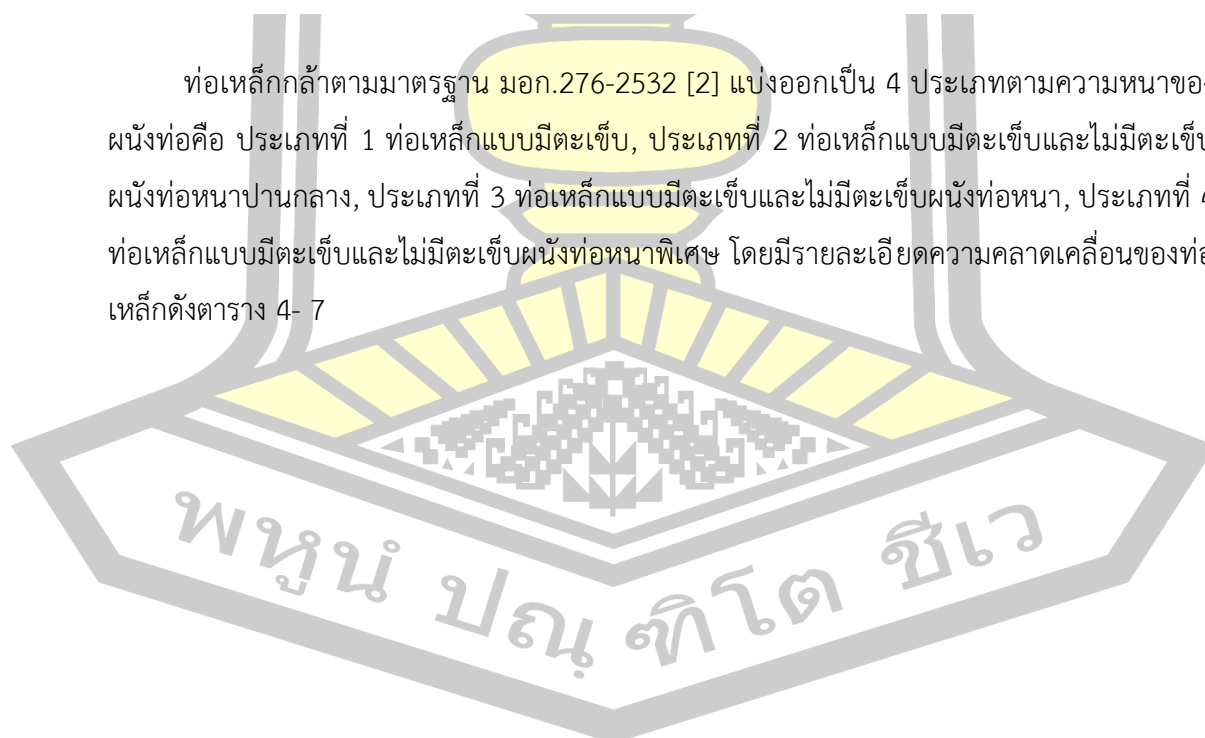 ท่อเหล็กกล้าตามมาตรฐาน มอก.276-2532 [2] แบ่งออกเป็น 4 ประเภทตามความหนาของ
ผนังท่อคือ ประเภทที่ 1 ท่อเหล็กแบบมีตะเข็บ, ประเภทที่ 2 ท่อเหล็กแบบมีตะเข็บและไม่มีตะเข็บ
ผนังท่อหนาปานกลาง, ประเภทที่ 3 ท่อเหล็กแบบมีตะเข็บและไม่มีตะเข็บผนังท่อหนา, ประเภทที่ 4
ท่อเหล็กแบบมีตะเข็บและไม่มีตะเข็บผนังท่อหนาพิเศษ โดยมีรายละเอียดความคลาดเคลื่อนของท่อ
เหล็กดังตาราง 4- 7
พหูนํ ปณฺ ฑิโต ชีเว